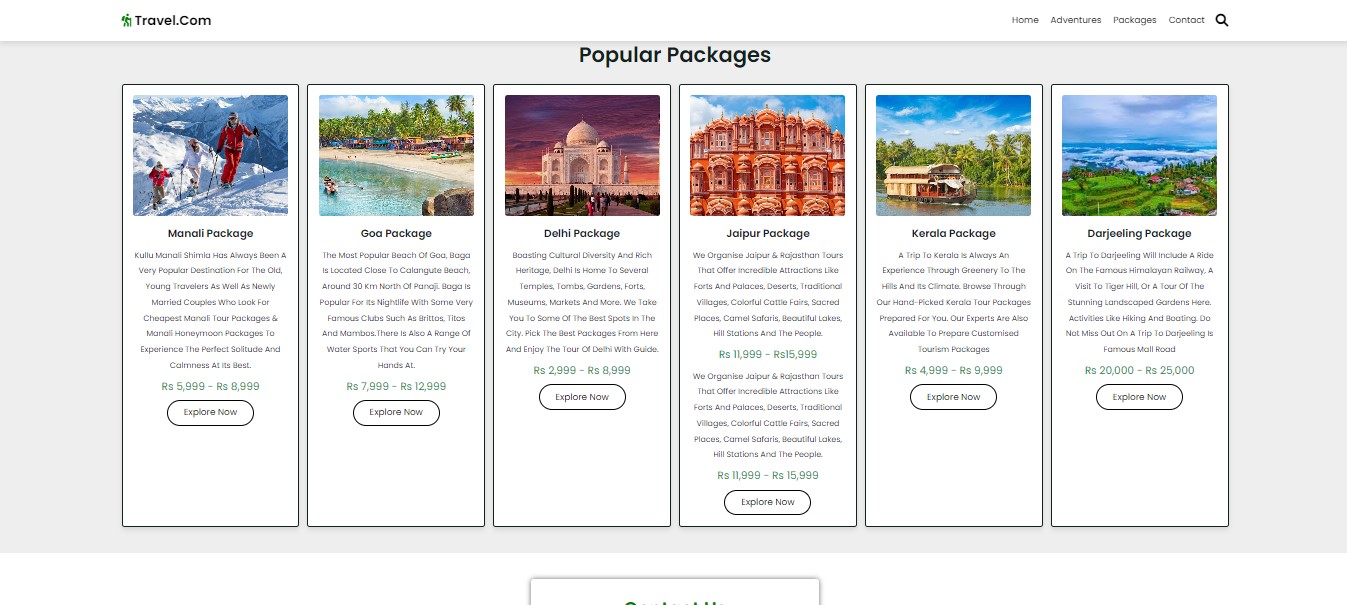 Travel.Com
Home Adventures Packages Contact
Popular Packages
Manali Package
Kullu Manali Shimla Has Always Been A
Very Popular Destination For The Old,
Young Travelers As Well As Newly
Married Couples Who Look For
Cheapest Manali Tour Packages &
Manali Honeymoon Packages To
Experience The Perfect Solitude And
Calmness At Its Best.
Rs 5,999 - Rs 8,999
Explore Now
Goa Package
The Most Popular Beach Of Goa, Baga
Is Located Close To Calangute Beach,
Around 30 Km North Of Panaji. Baga Is
Popular For Its Nightlife With Some Very
Famous Clubs Such As Brittos, Titos
And Mambos.There Is Also A Range Of
Water Sports That You Can Try Your
Hands At.
Rs 7,999 - Rs 12,999
Explore Now
Delhi Package
Boasting Cultural Diversity And Rich
Heritage, Delhi Is Home To Several
Temples, Tombs, Gardens, Forts,
Museums, Markets And More. We Take
You To Some Of The Best Spots In The
City. Pick The Best Packages From Here
And Enjoy The Tour Of Delhi With Guide.
Rs 2,999 - Rs 8,999
Explore Now
Jaipur Package
We Organise Jaipur & Rajasthan Tours
That Offer Incredible Attractions Like
Forts And Palaces, Deserts, Traditional
Villages, Colorful Cattle Fairs, Sacred
Places, Camel Safaris, Beautiful Lakes,
Hill Stations And The People.
Rs 11,999 - Rs15,999
We Organise Jaipur & Rajasthan Tours
That Offer Incredible Attractions Like
Forts And Palaces, Deserts, Traditional
Villages, Colorful Cattle Fairs, Sacred
Places, Camel Safaris, Beautiful Lakes,
Hill Stations And The People.
Rs 11,999 - Rs 15,999
Explore Now
Kerala Package
A Trip To Kerala Is Always An
Experience Through Greenery To The
Hills And Its Climate. Browse Through
Our Hand-Picked Kerala Tour Packages
Prepared For You. Our Experts Are Also
Available To Prepare Customised
Tourism Packages
Rs 4,999 - Rs 9,999
Explore Now
Darjeeling Package
A Trip To Darjeeling Will Include A Ride
On The Famous Himalayan Railway, A
Visit To Tiger Hill, Or A Tour Of The
Stunning Landscaped Gardens Here.
Activities Like Hiking And Boating. Do
Not Miss Out On A Trip To Darjeeling Is
Famous Mall Road
Rs 20,000 - Rs 25,000
Explore Now
Contact Us